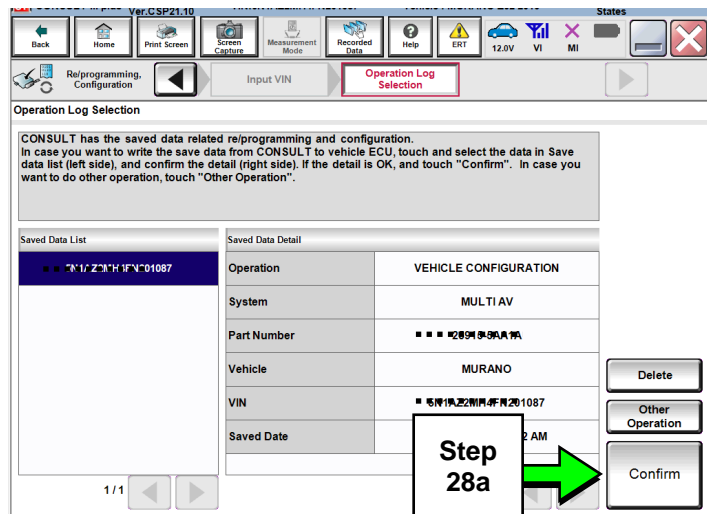 Ver.CSP21.10
States
Back
Home
Print Screen
Screen Capture
Measurement Mode
Recorded Data
Help
ERT
12.0V
VI
MI
Re/programming, Configuration
Input VIN
Operation Log Selection
Operation Log Selection
CONSULT has the saved data related re/programming and configuration.
In case you want to write the save data from CONSULT to vehicle ECU, touch and select the data in Save
data list (left side), and confirm the detail (right side). If the detail is OK, and touch "Confirm". In case you
want to do other operation, touch "Other Operation".
Saved Data List
Saved Data Detail
Operation
VEHICLE CONFIGURATION
System
MULTI AV
Part Number
Vehicle
MURANO
VIN
Saved Date
AM
Delete
Other Operation
Confirm
Step
28a
1/1